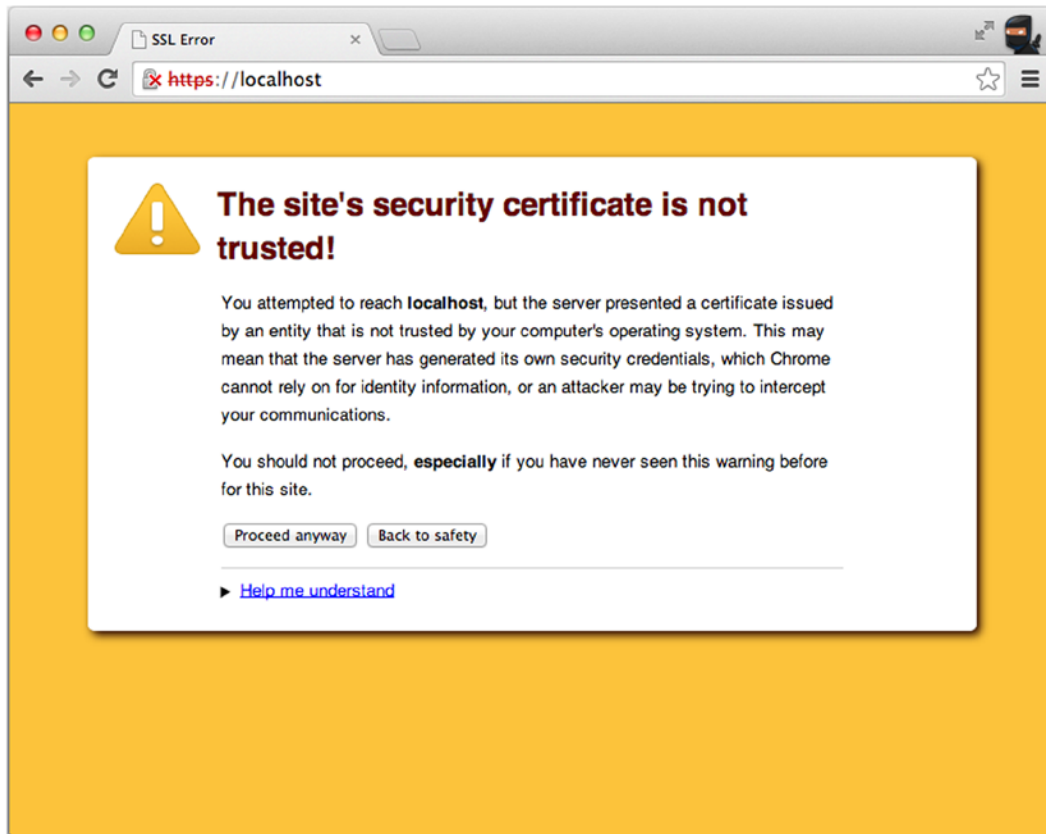 SSL Error
https://localhost
The site's security certificate is not
trusted!
You attempted to reach localhost, but the server presented a certificate issued
by an entity that is not trusted by your computer's operating system. This may
mean that the server has generated its own security credentials, which Chrome
cannot rely on for identity information, or an attacker may be trying to intercept
your communications.
You should not proceed, especially if you have never seen this warning before
for this site.
Proceed anyway Back to safety
Help me understand